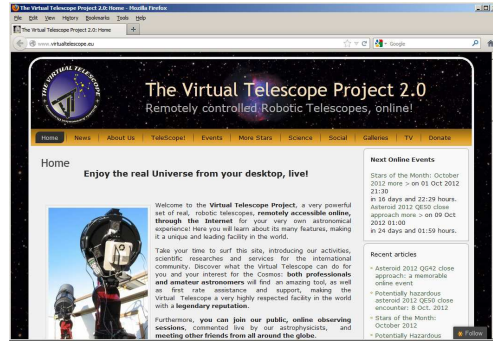 The Virtual Telescope Project 2.0: Home - Mozilla Firefox
File Edit View History Bookmarks Tools Help
The Virtual Telescope Project 2.0: Home
www.virtualtelescope.eu
Google
THE VIRTUAL TELESCOPE
The Virtual Telescope Project 2.0
Remotely controlled Robotic Telescopes, online!
Home News About Us TeleScope! Events More Stars Science Social Galleries TV Donate
Home
Enjoy the real Universe from your desktop, live!
Welcome to the Virtual Telescope Project, a very powerful
set of real, robotic telescopes, remotely accessible online,
through the Internet for your very own astronomical
experience! Here you will learn about its many features, making
it a unique and leading facility in the world.
Take your time to surf this site, introducing our activities,
scientific researches and services for the international
community. Discover what the Virtual Telescope can do for
you and your interest for the Cosmos: both professionals
and amateur astronomers will find an amazing tool, as well
as first rate assistance and support, making the
Virtual Telescope a very highly respected facility in the world
with a legendary reputation.
Furthermore, you can join our public, online observing
sessions, commented live by our astrophysicists, and
meeting other friends from all around the globe.
Next Online Events
Stars of the Month: October
2012 more > on 01 Oct 2012
21:30
in 16 days and 22:29 hours.
Asteroid 2012 QE50 close
approach more > on 09 Oct
2012 01:00
in 24 days and 01:59 hours.
Recent articles
Asteroid 2012 QG42 close
approach: a memorable
online event
Potentially hazardous
asteroid 2012 QE50 close
encounter: 8 Oct. 2012
Stars of the Month:
October 2012
Potentially Hazardous
Follow